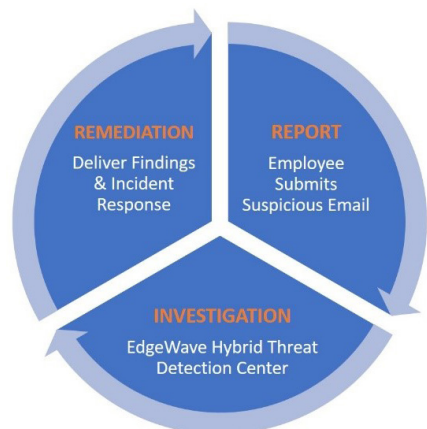 REMEDIATION
Deliver Findings
& Incident
Response
REPORT
Employee
Submits
Suspicious Email
INVESTIGATION
EdgeWave Hybrid Threat
Detection Center